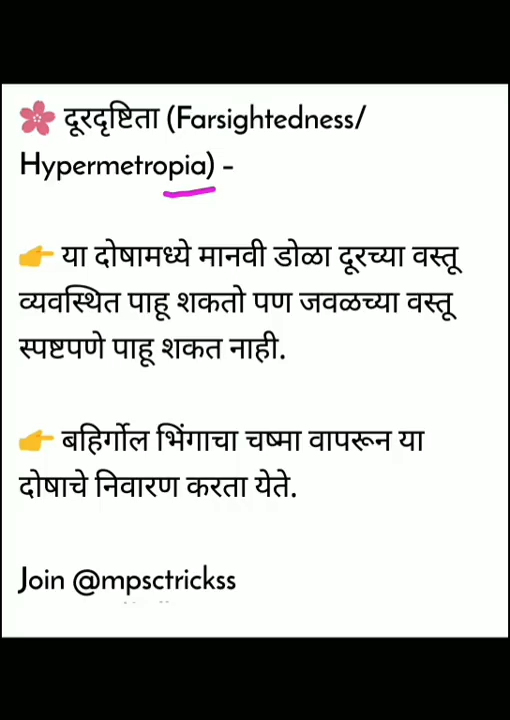 🌸 दूरदृष्टिता (Farsightedness/
Hypermetropia) -
👉 या दोषामध्ये मानवी डोळा दूरच्या वस्तू
व्यवस्थित पाहू शकतो पण जवळच्या वस्तू
स्पष्टपणे पाहू शकत नाही.
👉 बहिर्गोल भिंगाचा चष्मा वापरून या
दोषाचे निवारण करता येते.
Join @mpsctrickss